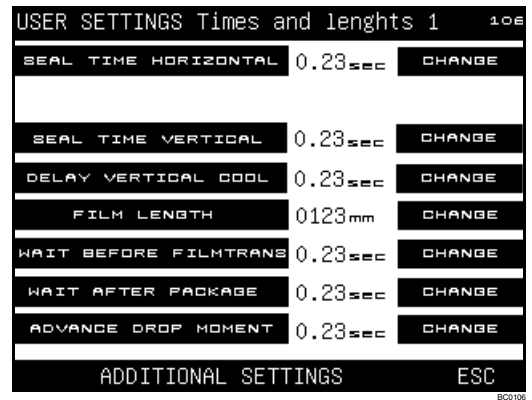 USER SETTINGS Times and lenghts 1 106
SEAL TIME HORIZONTAL 0.23sec CHANGE
SEAL TIME VERTICAL 0.23sec CHANGE
DELAY VERTICAL COOL 0.23sec CHANGE
FILM LENGTH 0123mm CHANGE
WAIT BEFORE FILMTRANS 0.23sec CHANGE
WAIT AFTER PACKAGE 0.23sec CHANGE
ADVANCE DROP MOMENT 0.23sec CHANGE
ADDITIONAL SETTINGS ESC
BC0106